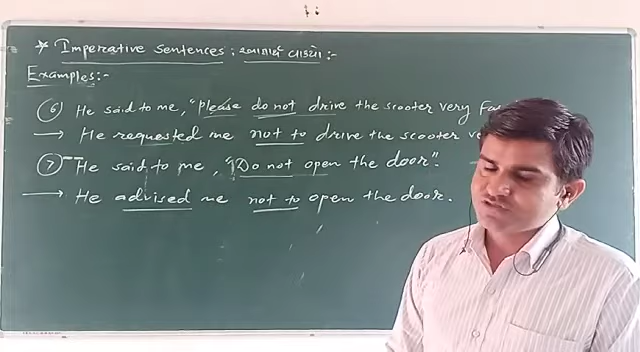 * Imperative sentences : આજ્ઞાર્થ વાક્યો :-
Examples:-
6 He said to me, "Please do not drive the scooter very
→ He requested me not to drive the scooter
7 He said to me, "Do not open the door".
→ He advised me not to open the door.